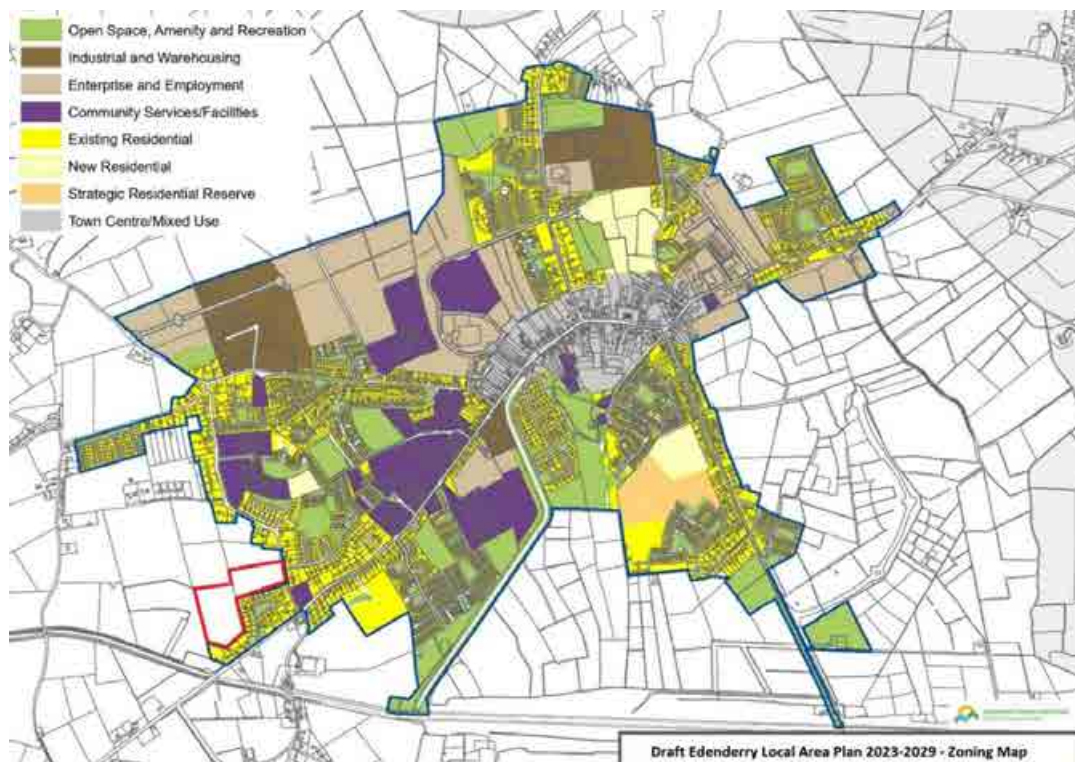 Open Space, Amenity and Recreation
Industrial and Warehousing
Enterprise and Employment
Community Services/Facilities
Existing Residential
New Residential
Strategic Residential Reserve
Town Centre/Mixed Use
Draft Edenderry Local Area Plan 2023-2029 - Zoning Map